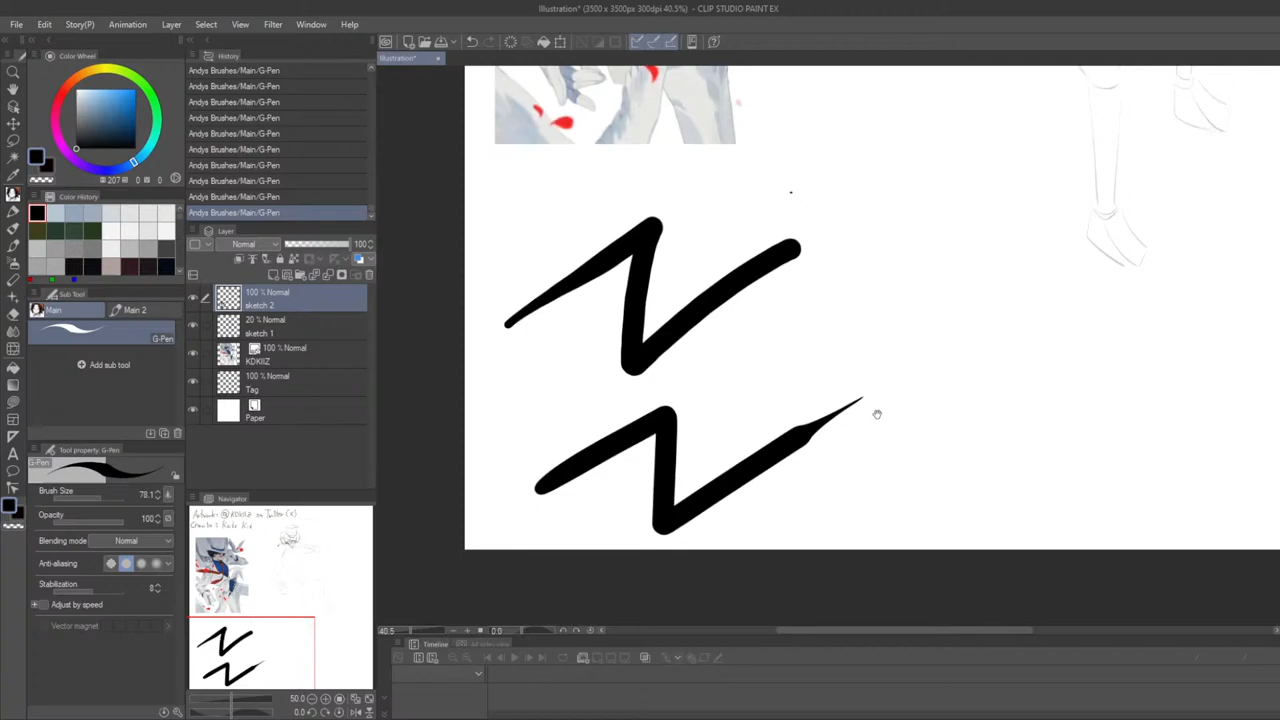 Illustration* (3500 x 3500px 300dpi 40.5%) - CLIP STUDIO PAINT EX
File Edit Story(P) Animation Layer Select View Filter Window Help
Color Wheel
History
Illustration*
Andys Brushes/Main/G-Pen
Andys Brushes/Main/G-Pen
Andys Brushes/Main/G-Pen
Andys Brushes/Main/G-Pen
Andys Brushes/Main/G-Pen
Andys Brushes/Main/G-Pen
Andys Brushes/Main/G-Pen
Andys Brushes/Main/G-Pen
Andys Brushes/Main/G-Pen
Andys Brushes/Main/G-Pen
207 0 0
Color History
Layer
Normal 100
Sub Tool
Main Main 2
G-Pen
Add sub tool
100 % Normal
sketch 2
20 % Normal
sketch 1
100 % Normal
KDKIIZ
100 % Normal
Tag
Paper
Tool property: G-Pen
G-Pen
Brush Size 78.1
Opacity 100
Blending mode Normal
Anti-aliasing
Stabilization 8
Adjust by speed
Vector magnet
Navigator
50.0
0.0
40.5 0.0
Timeline